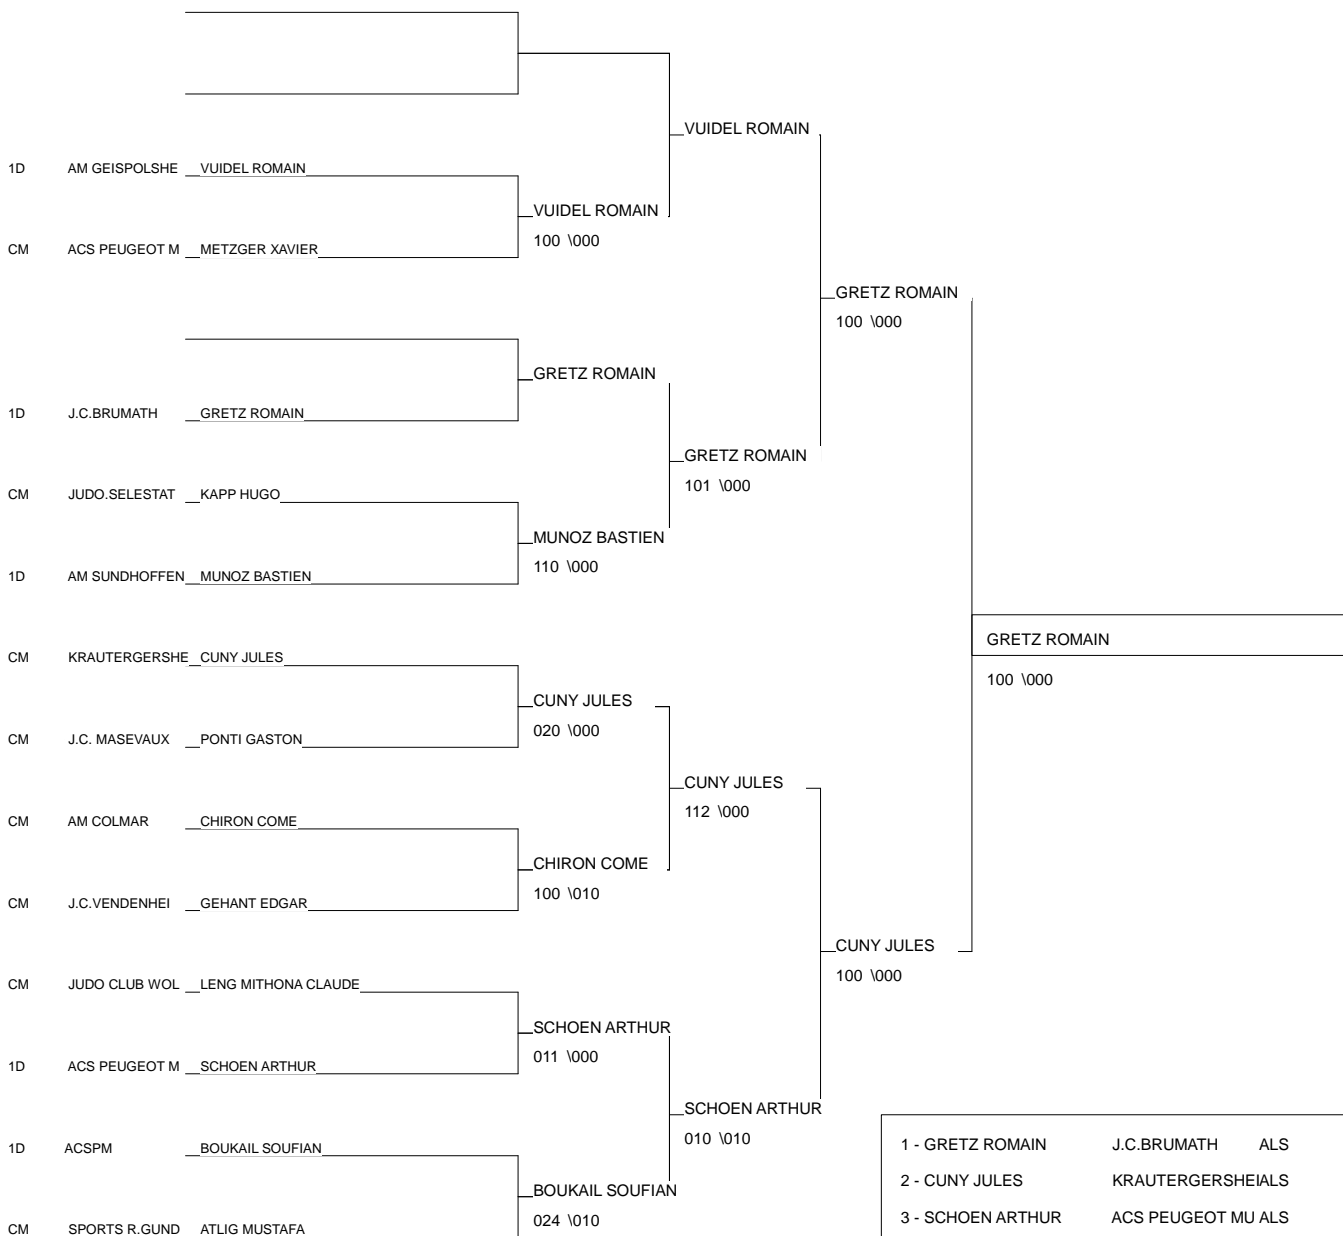 VUIDEL ROMAIN
1D AM GEISPOLSHE VUIDEL ROMAIN
VUIDEL ROMAIN
100 \000
CM ACS PEUGEOT M METZGER XAVIER
GRETZ ROMAIN
100 \000
GRETZ ROMAIN
1D J.C.BRUMATH GRETZ ROMAIN
GRETZ ROMAIN
101 \000
CM JUDO.SELESTAT KAPP HUGO
MUNOZ BASTIEN
110 \000
1D AM SUNDHOFFEN MUNOZ BASTIEN
GRETZ ROMAIN
100 \000
CM KRAUTERGERSHE CUNY JULES
CUNY JULES
020 \000
CM J.C. MASEVAUX PONTI GASTON
CUNY JULES
112 \000
CM AM COLMAR CHIRON COME
CHIRON COME
100 \010
CM J.C.VENDENHEI GEHANT EDGAR
CUNY JULES
100 \000
CM JUDO CLUB WOL LENG MITHONA CLAUDE
SCHOEN ARTHUR
011 \000
1D ACS PEUGEOT M SCHOEN ARTHUR
SCHOEN ARTHUR
010 \010
1D ACSPM BOUKAIL SOUFIAN
BOUKAIL SOUFIAN
024 \010
CM SPORTS R.GUND ATLIG MUSTAFA
1 - GRETZ ROMAIN J.C.BRUMATH ALS
2 - CUNY JULES KRAUTERGERSHEIALS
3 - SCHOEN ARTHUR ACS PEUGEOT MU ALS